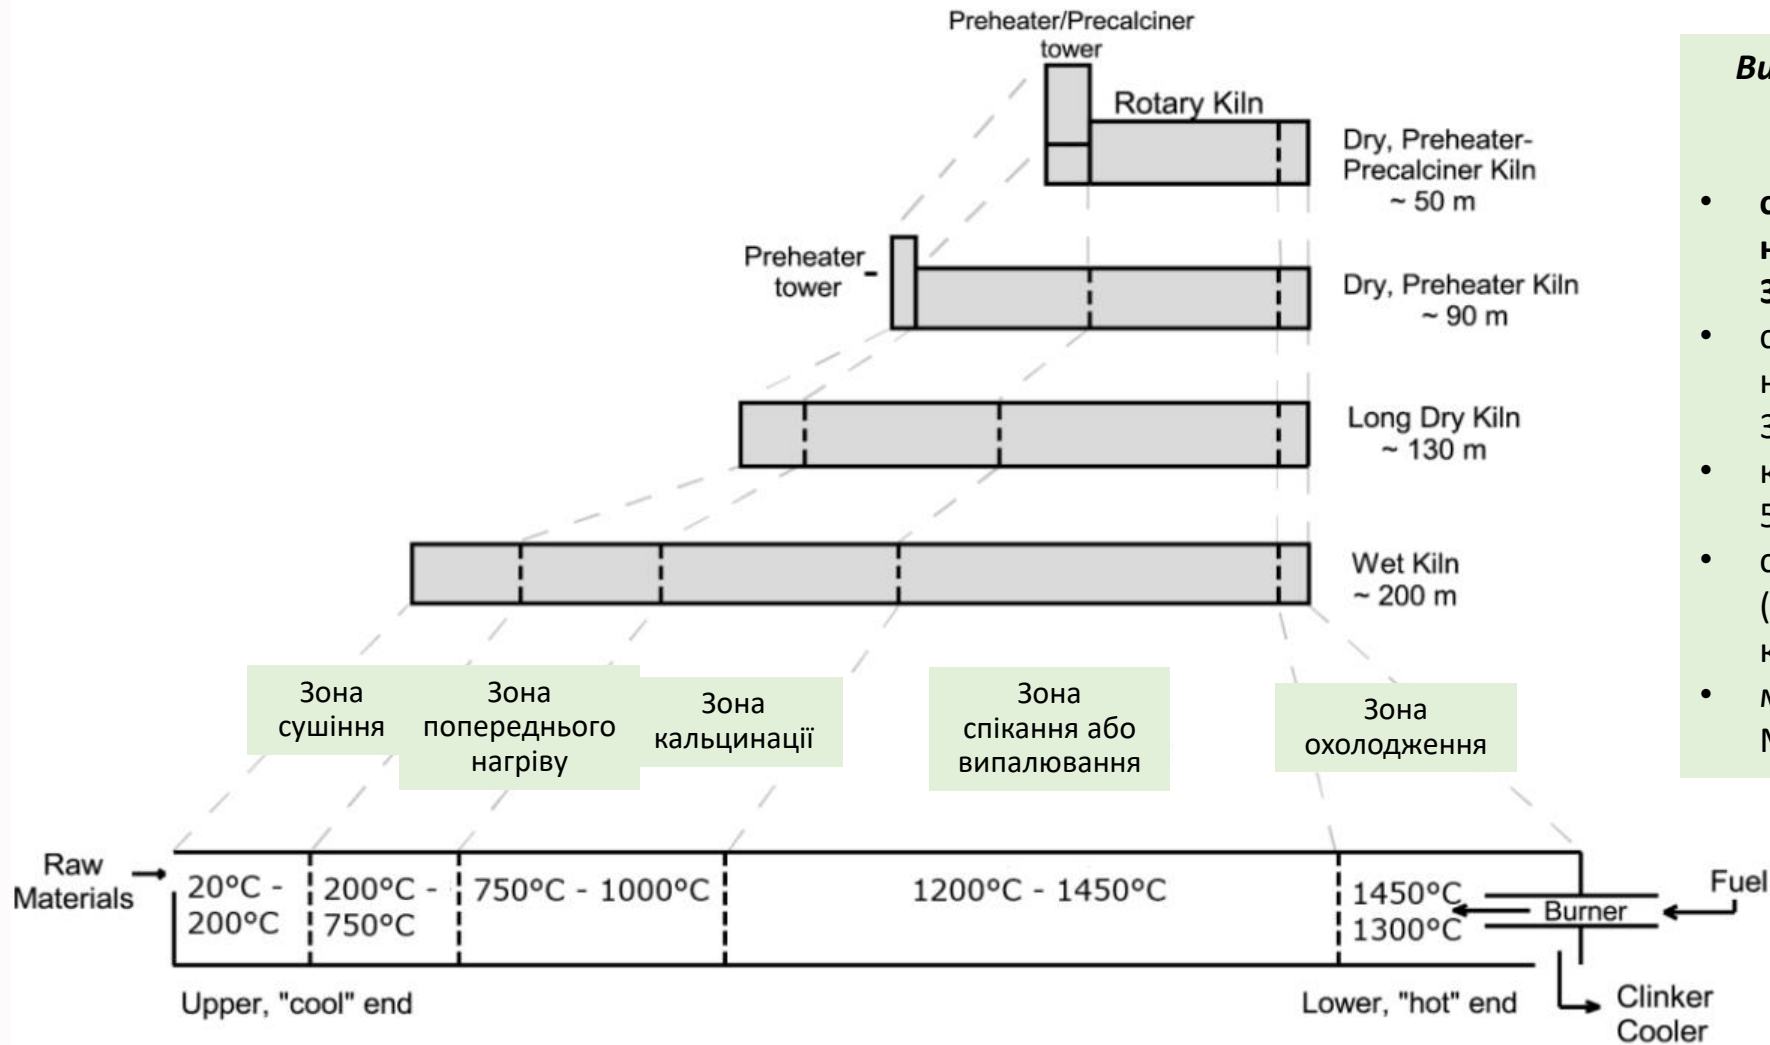 Preheater/Precalciner
tower
Rotary Kiln
Dry, Preheater-
Precalciner Kiln
~ 50 m
Preheater
tower
Dry, Preheater Kiln
~ 90 m
Long Dry Kiln
~ 130 m
Wet Kiln
~ 200 m
Зона
сушіння
Зона
попереднього
нагріву
Зона
кальцинації
Зона
спікання або
випалювання
Зона
охолодження
Raw
Materials
20°C -
200°C
200°C -
750°C
750°C - 1000°C
1200°C - 1450°C
1450°C
1300°C
Burner
Fuel
Upper, "cool" end
Lower, "hot" end
Clinker
Cooler